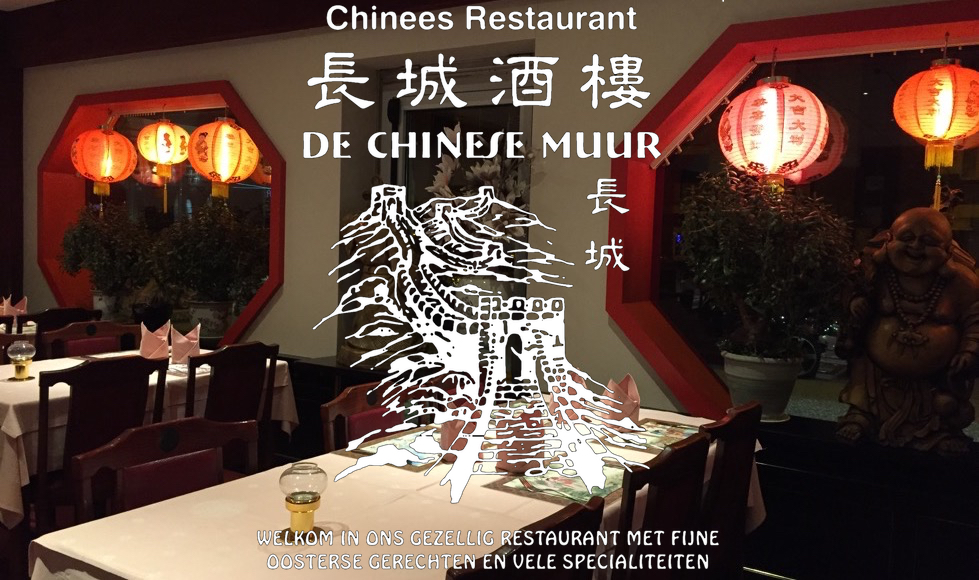 Chinees Restaurant
長城酒樓
DE CHINESE MUUR
長
城
WELKOM IN ONS GEZELLIG RESTAURANT MET FIJNE
OOSTERSE GERECHTEN EN VELE SPECIALITEITEN